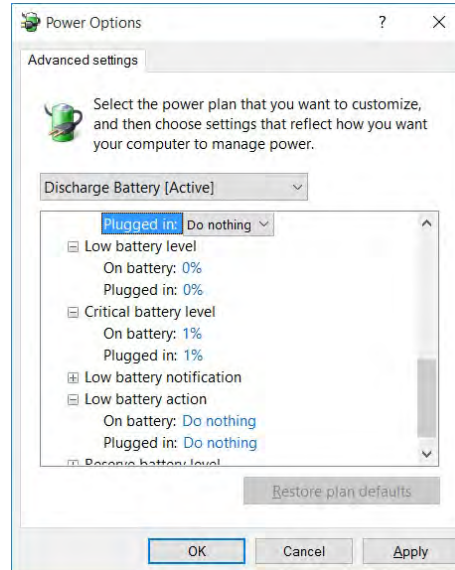 Power Options
?
Advanced settings
Select the power plan that you want to customize,
and then choose settings that reflect how you want
your computer to manage power.
Discharge Battery [Active]
Plugged in: Do nothing
Low battery level
On battery: 0%
Plugged in: 0%
Critical battery level
On battery: 1%
Plugged in: 1%
Low battery notification
Low battery action
On battery: Do nothing
Plugged in: Do nothing
Reserve battery level
Restore plan defaults
OK Cancel Apply